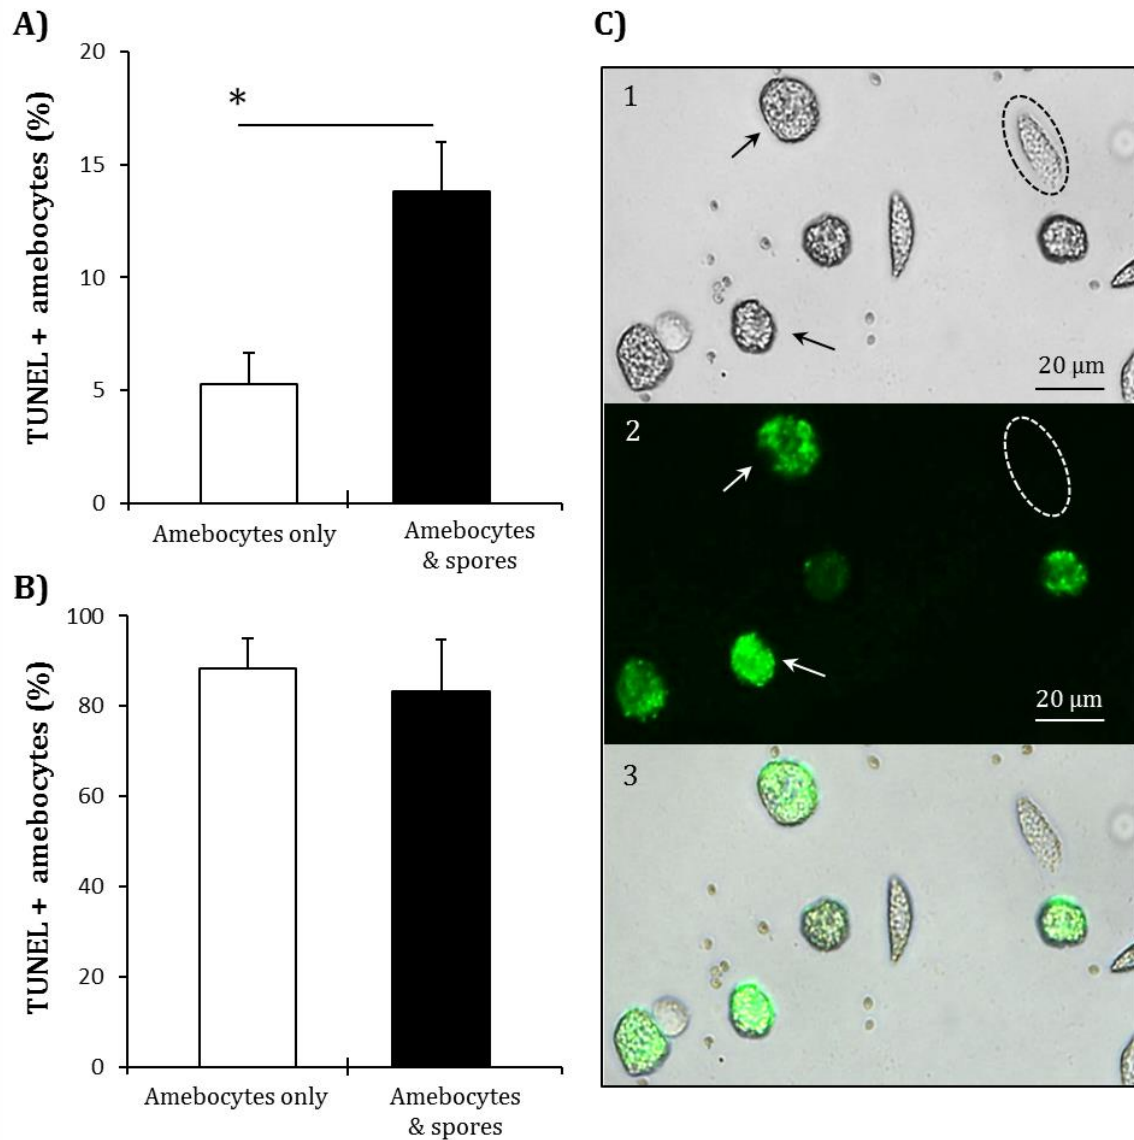 A)
TUNEL + amebocytes (%)
20
15
10
5
0
*
Amebocytes only
Amebocytes
& spores
B)
TUNEL + amebocytes (%)
100
80
60
40
20
0
Amebocytes only
Amebocytes
& spores
C)
1
20 µm
2
20 µm
3